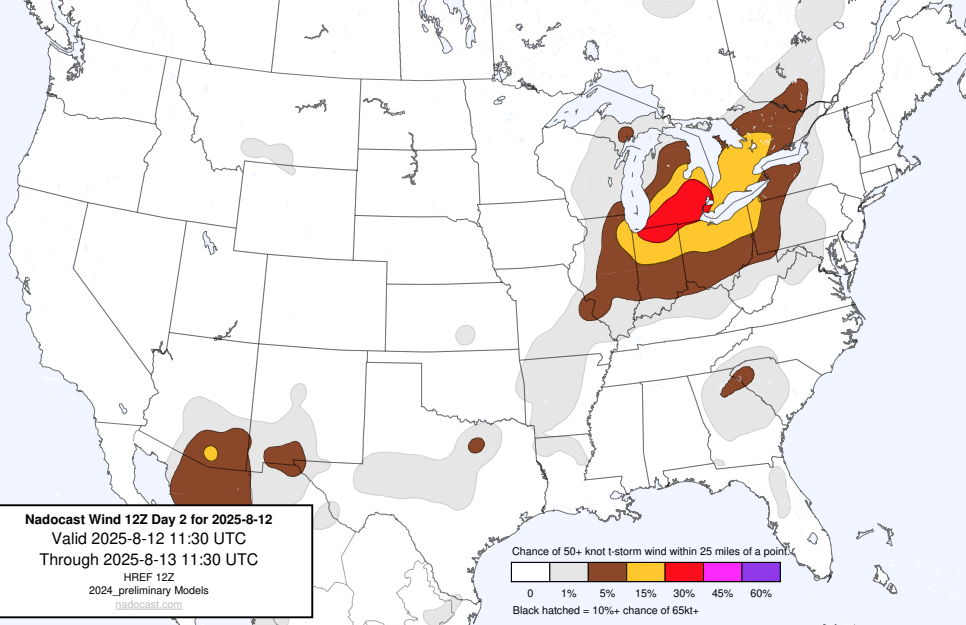 Nadocast Wind 12Z Day 2 for 2025-8-12
Valid 2025-8-12 11:30 UTC
Through 2025-8-13 11:30 UTC
HREF 12Z
2024_preliminary Models
nadocast.com
Chance of 50+ knot t-storm wind within 25 miles of a point.
0 1% 5% 15% 30% 45% 60%
Black hatched = 10%+ chance of 65kt+